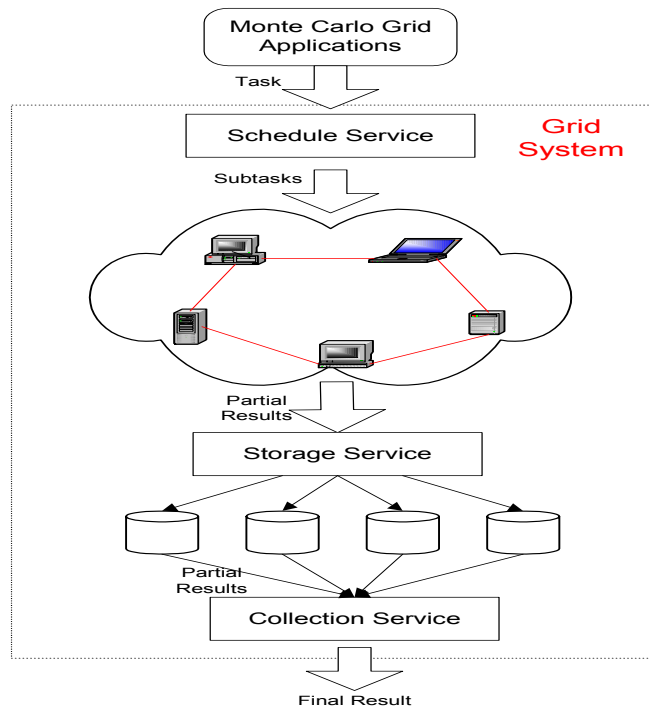 Monte Carlo Grid
Applications
Task
Schedule Service
Grid
System
Subtasks
Partial
Results
Storage Service
Partial
Results
Collection Service
Final Result